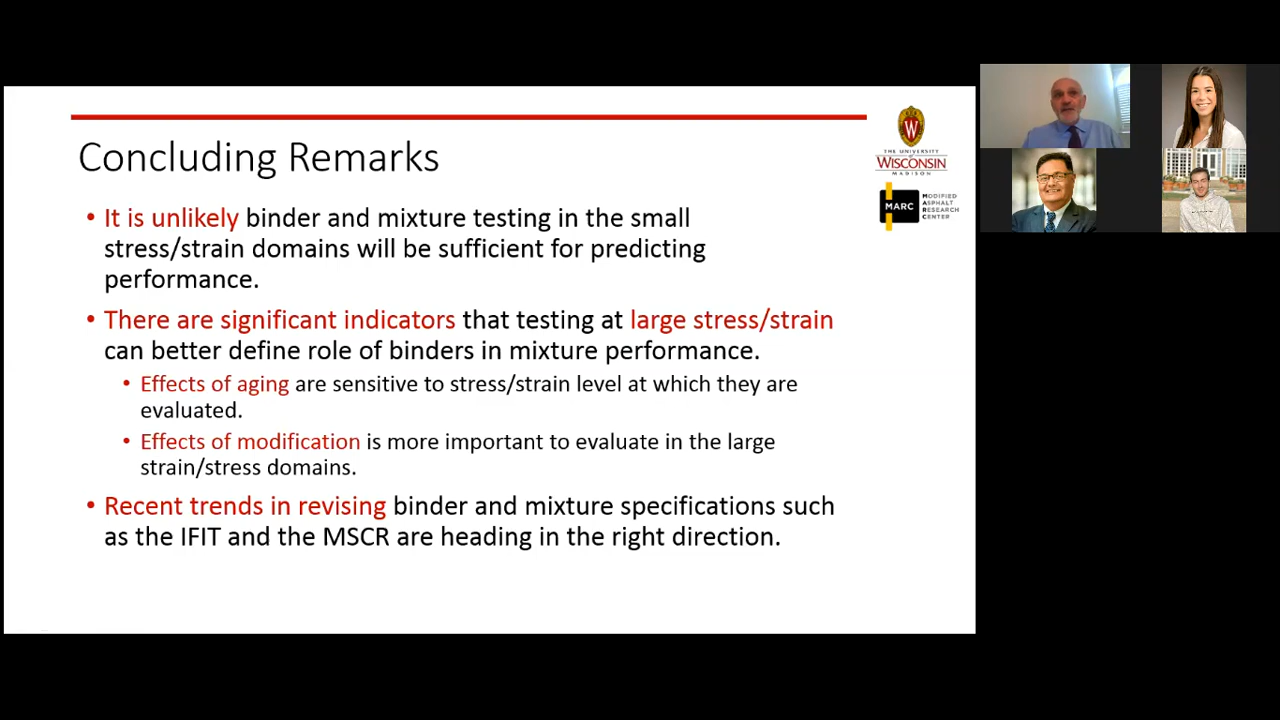 Concluding Remarks
• It is unlikely binder and mixture testing in the small
stress/strain domains will be sufficient for predicting
performance.
• There are significant indicators that testing at large stress/strain
can better define role of binders in mixture performance.
• Effects of aging are sensitive to stress/strain level at which they are
evaluated.
• Effects of modification is more important to evaluate in the large
strain/stress domains.
• Recent trends in revising binder and mixture specifications such
as the IFIT and the MSCR are heading in the right direction.
W
THE UNIVERSITY
of
WISCONSIN
MADISON
MARC
MODIFIED
ASPHALT
RESEARCH
CENTER